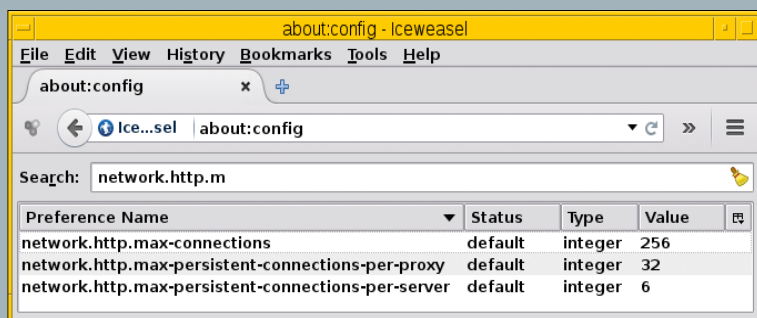 about:config - Iceweasel
File Edit View History Bookmarks Tools Help
about:config
Ice...sel about:config
Search: network.http.m
Preference Name Status Type Value
network.http.max-connections default integer 256
network.http.max-persistent-connections-per-proxy default integer 32
network.http.max-persistent-connections-per-server default integer 6